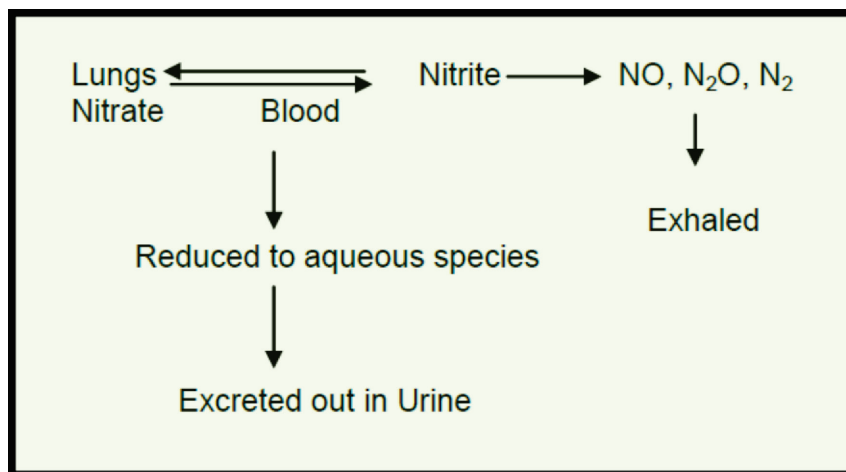 Lungs Nitrite NO, N₂O, N₂
Nitrate Blood
Exhaled
Reduced to aqueous species
Excreted out in Urine